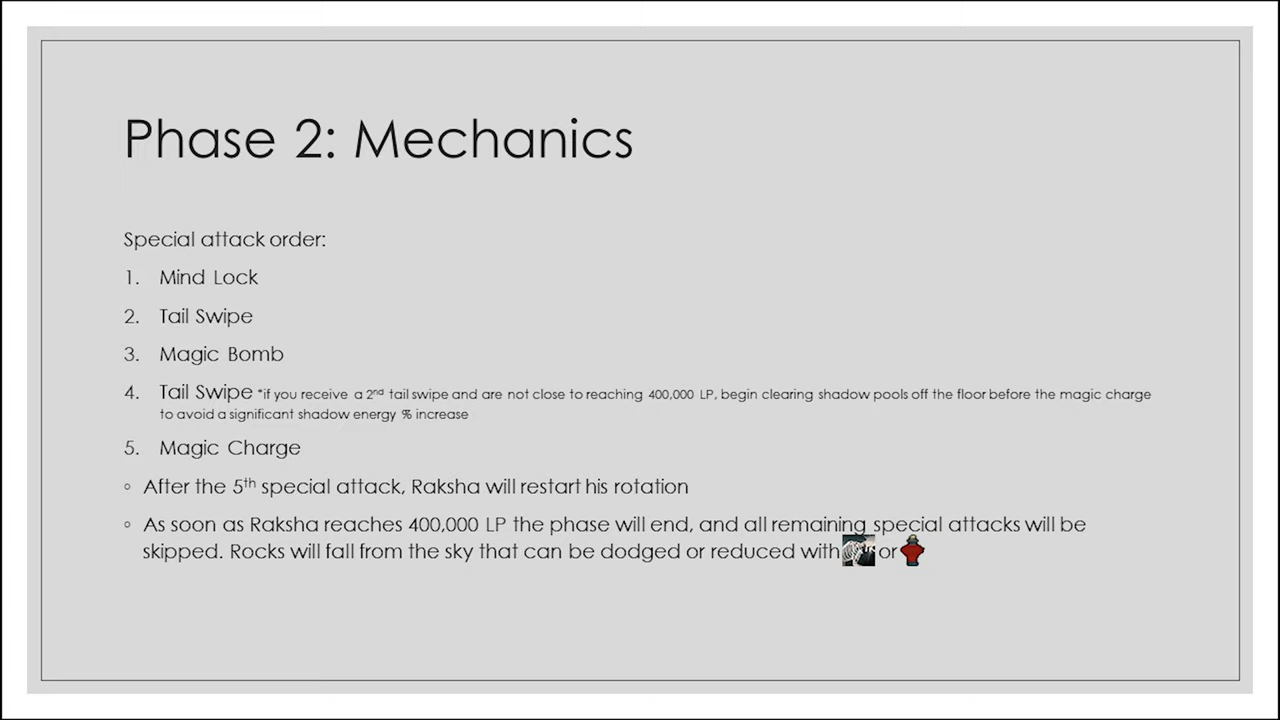 Phase 2: Mechanics
Special attack order:
1. Mind Lock
2. Tail Swipe
3. Magic Bomb
4. Tail Swipe *if you receive a 2nd tail swipe and are not close to reaching 400,000 LP, begin clearing shadow pools off the floor before the magic charge
to avoid a significant shadow energy % increase
5. Magic Charge
◦ After the 5th special attack, Raksha will restart his rotation
◦ As soon as Raksha reaches 400,000 LP the phase will end, and all remaining special attacks will be
skipped. Rocks will fall from the sky that can be dodged or reduced with or